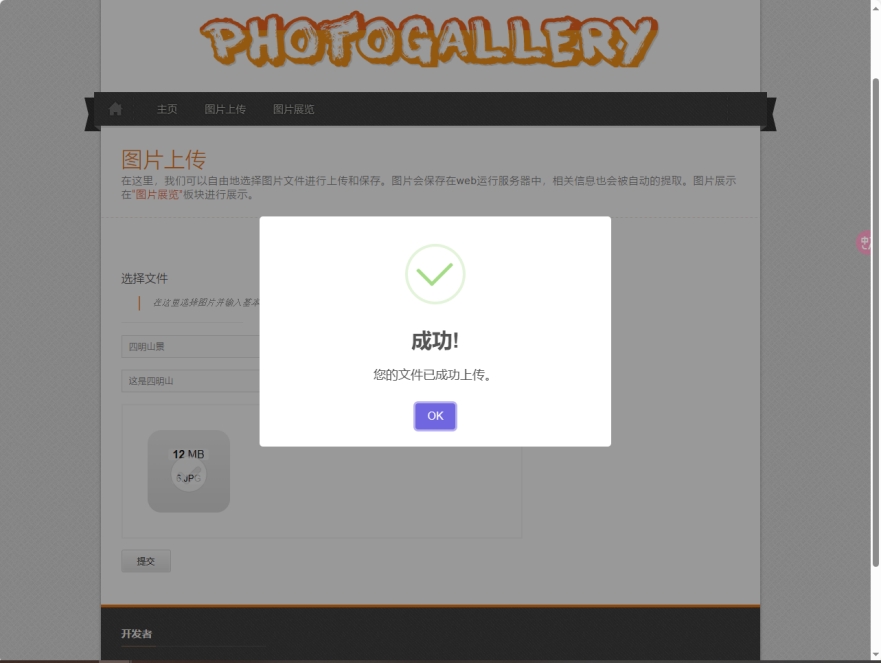 PHOTOGALLERY
主页 图片上传 图片展览
图片上传
在这里，我们可以自由地选择图片文件进行上传和保存。图片会保存在web运行服务器中，相关信息也会被自动的提取。图片展示
在"图片展览"板块进行展示。
选择文件
在这里选择图片并输入基本
四明山景
这是四明山
12 MB
6.JPG
提交
成功!
您的文件已成功上传。
OK
开发者